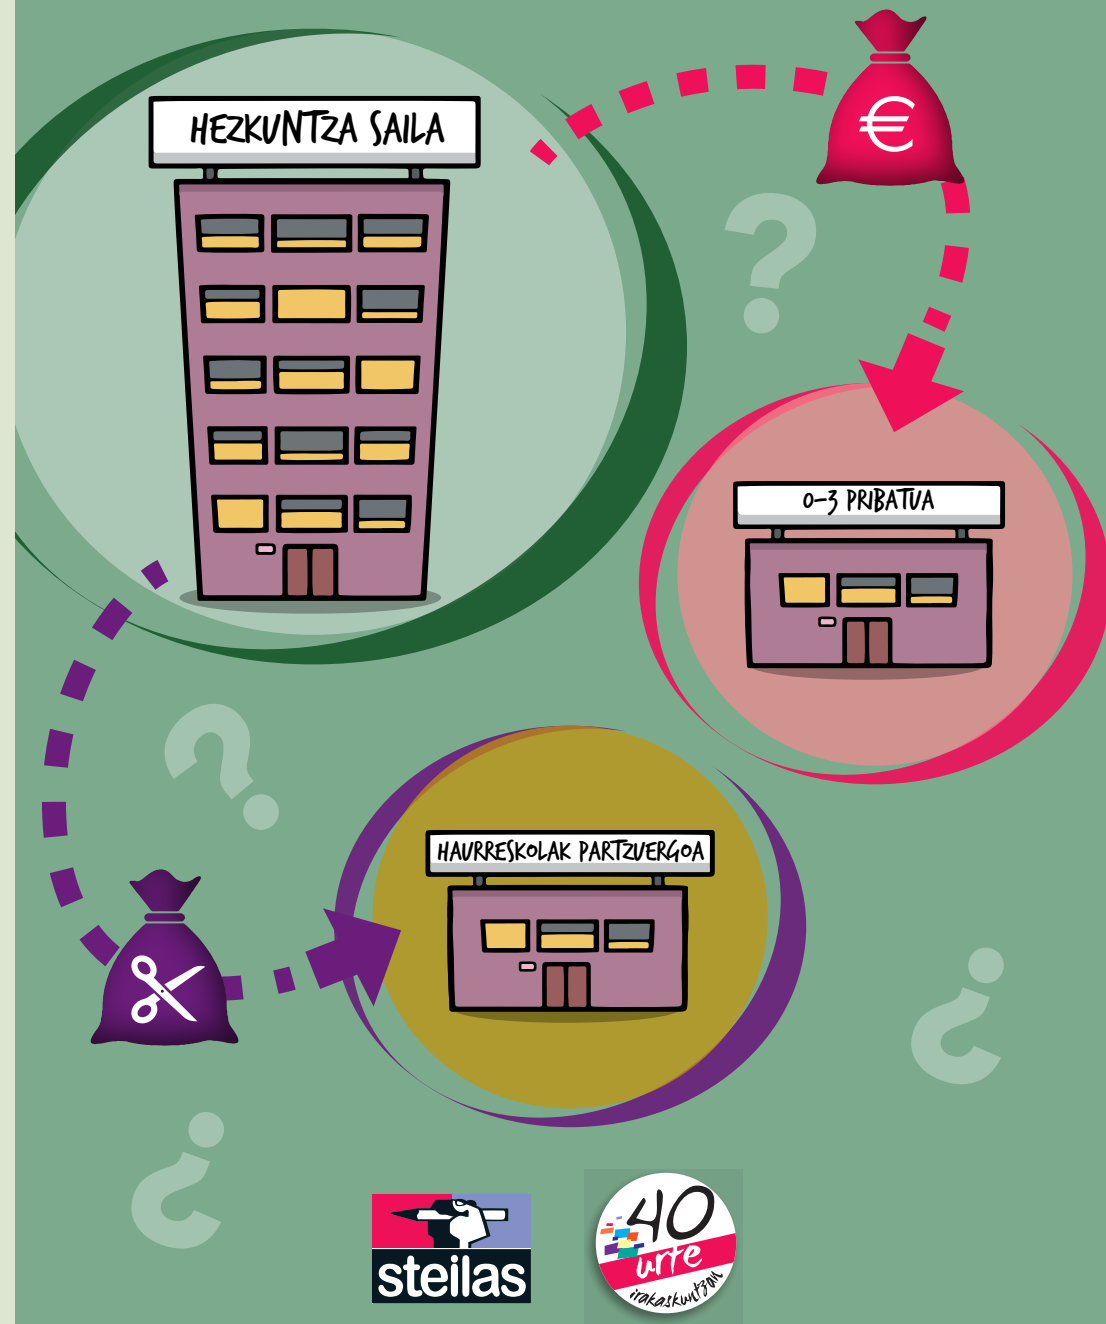 HEZKUNTZA SAILA
€
0-3 PRIBATUA
?
?
HAURRESKOLAK PARTZUERGOA
¿
¿
steilas
40
urte
irakaskuntzan